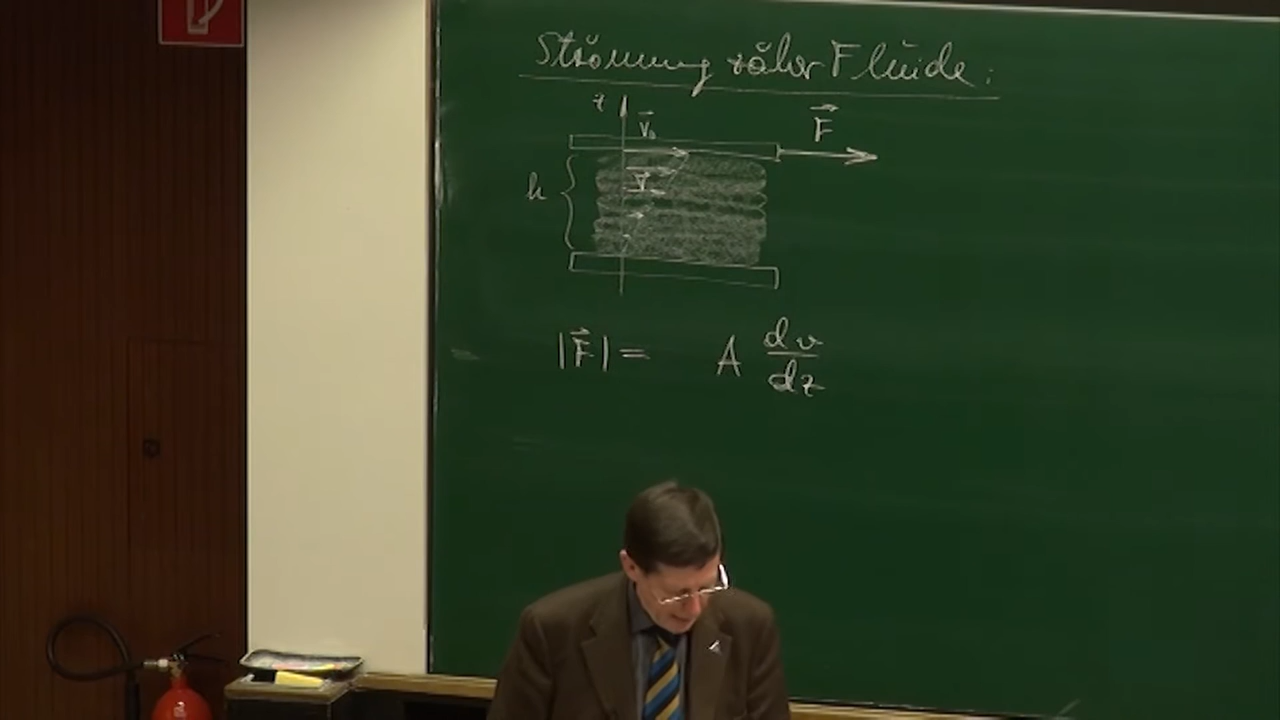 Strömung zäher Fluide:
z
v₀
F
h
v
|F| = A dv/dz